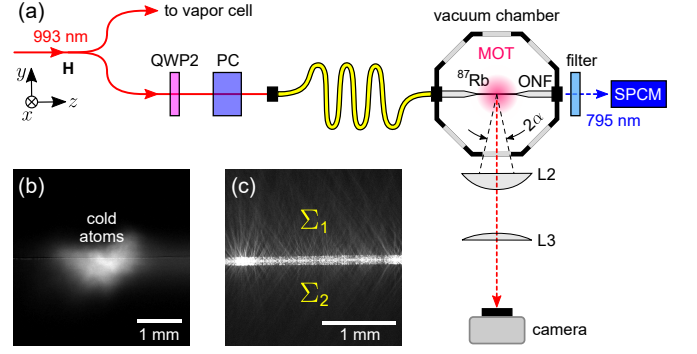 (a)
to vapor cell
993 nm
H
y
x
z
QWP2
PC
vacuum chamber
MOT
⁸⁷Rb
ONF
filter
SPCM
795 nm
2α
L2
L3
camera
(b)
cold
atoms
1 mm
(c)
Σ₁
Σ₂
1 mm